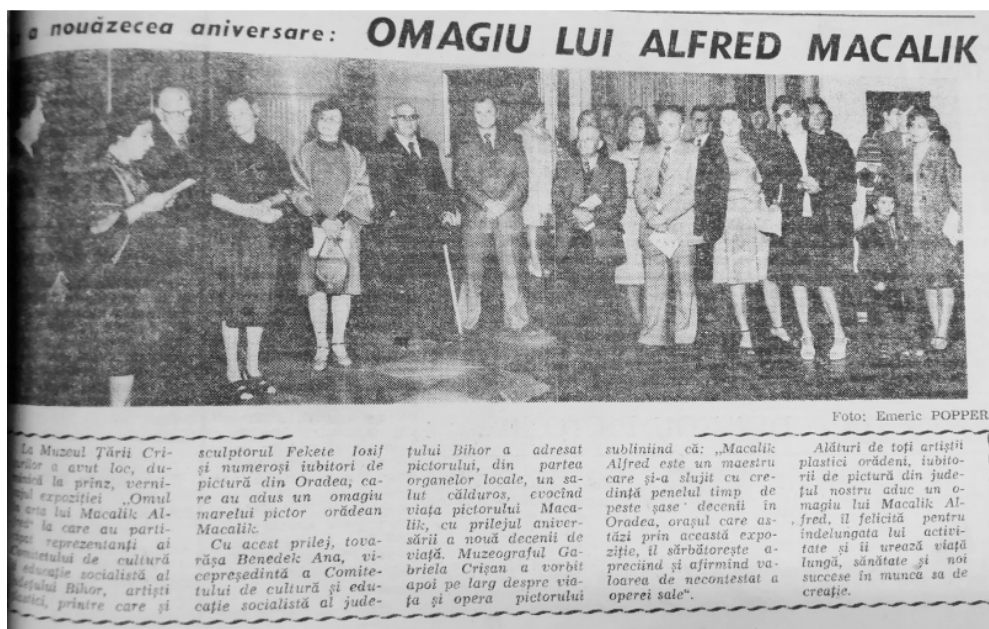 a nouăzecea aniversare: OMAGIU LUI ALFRED MACALIK
Foto: Emeric POPPER
La Muzeul Țării Cri-
a avut loc, du-
la prinz, verni-
expoziției „Omul
lui Macalik Al-
la care au parti-
reprezentanți ai
de cultură
educație socialistă al
Bihor, artiști
printre care și
sculptorul Fekete Iosif
și numeroși iubitori de
pictură din Oradea, ca-
re au adus un omagiu
marelui pictor orădean
Macalik.
Cu acest prilej, tova-
rășa Benedek Ana, vi-
cepreședintă a Comite-
tului de cultură și edu-
cație socialistă al jude-
țului Bihor a adresat
pictorului, din partea
organelor locale, un sa-
lut călduros, evocînd
viața pictorului Maca-
lik, cu prilejul aniver-
sării a nouă decenii de
viață. Muzeograful Ga-
briela Crișan a vorbit
apoi pe larg despre via-
ța și opera pictorului
subliniind că: „Macalik
Alfred este un maestru
care și-a slujit cu cre-
dință penelul timp de
peste șase decenii în
Oradea, orașul care as-
tăzi prin această expo-
ziție, îl sărbătorește a-
preciind și afirmînd va-
loarea de necontestat a
operei sale“.
Alături de toți artiștii
plastici orădeni, iubito-
rii de pictură din jude-
țul nostru aduc un o-
magiu lui Macalik Al-
fred, îl felicită pentru
îndelungata lui activi-
tate și îi urează viață
lungă, sănătate și noi
succese în munca sa de
creație.